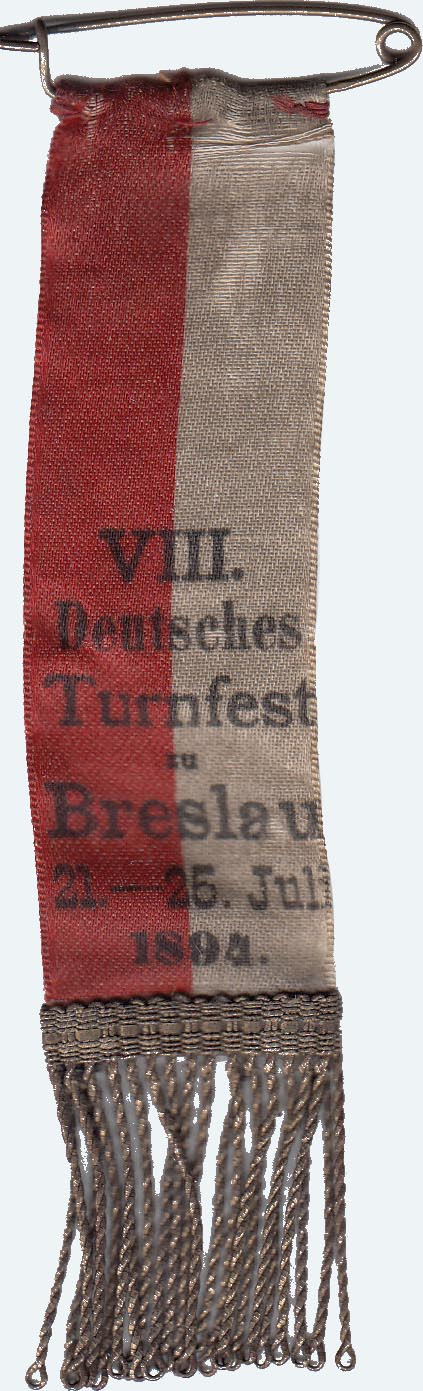 VIII.
Deutsches
Turnfest
zu
Breslau
21.—25. Juli
1894.